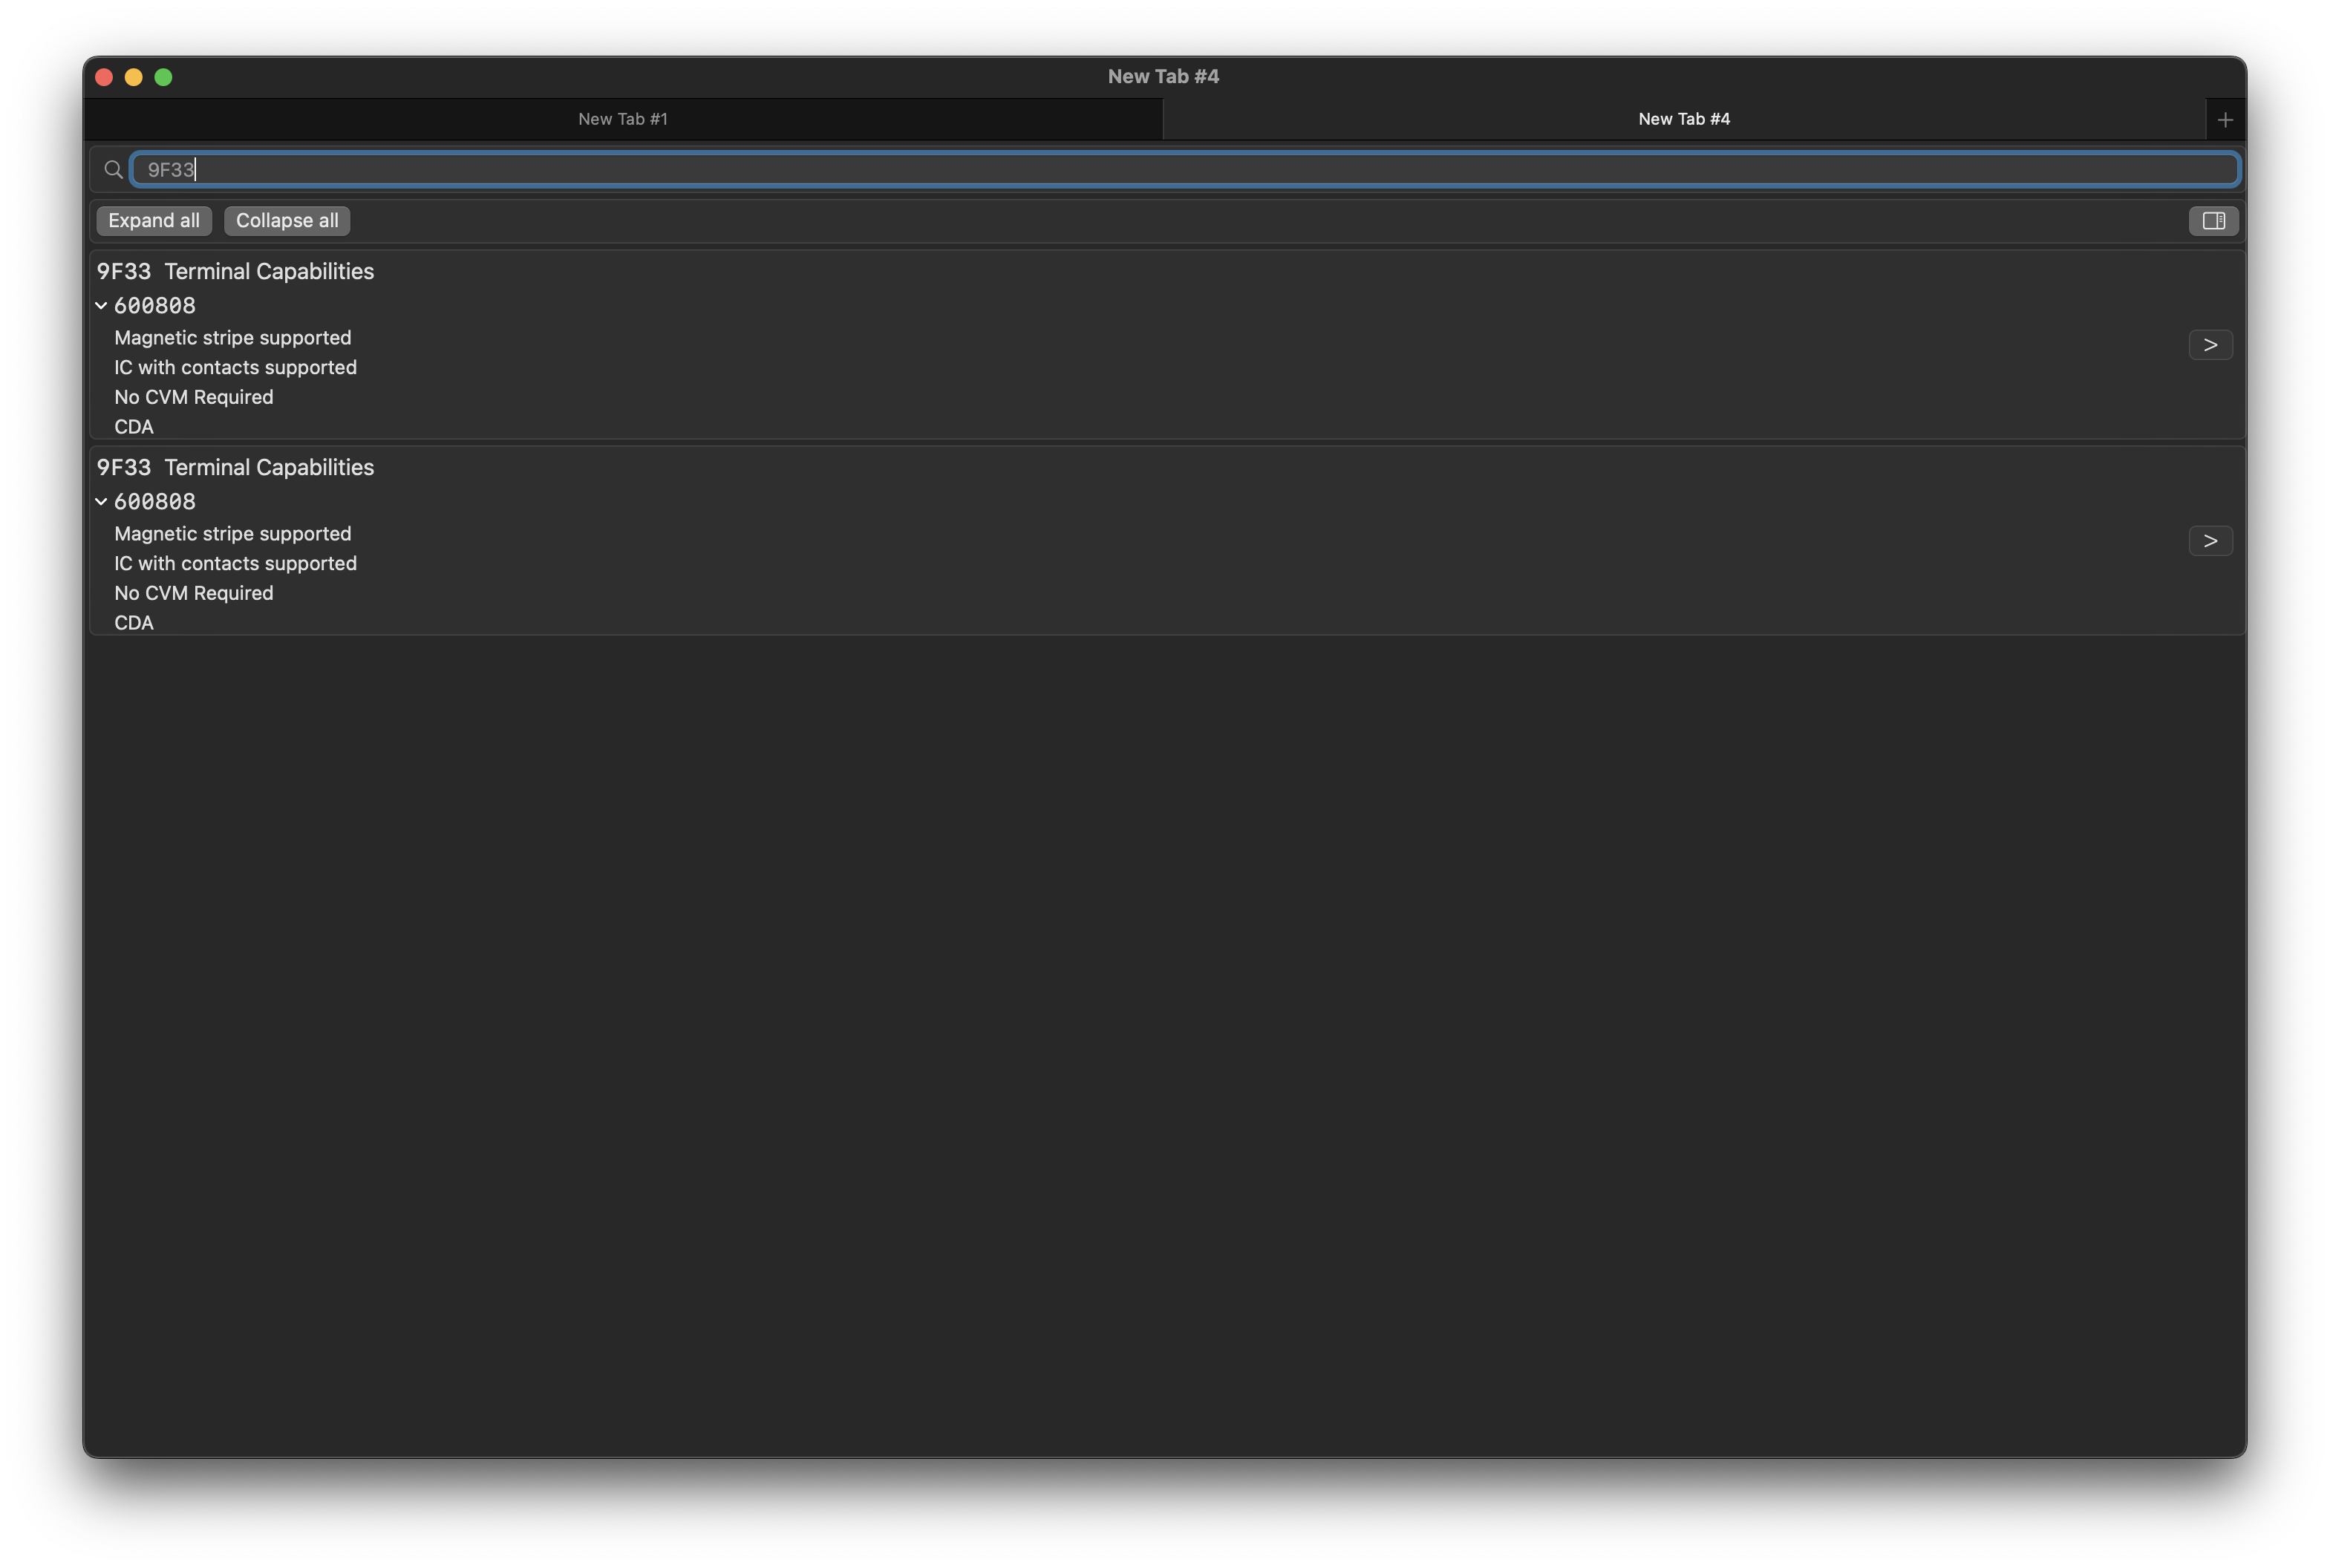 New Tab #4
New Tab #1
New Tab #4
9F33
Expand all
Collapse all
9F33 Terminal Capabilities
600808
Magnetic stripe supported
IC with contacts supported
No CVM Required
CDA
>
9F33 Terminal Capabilities
600808
Magnetic stripe supported
IC with contacts supported
No CVM Required
CDA
>